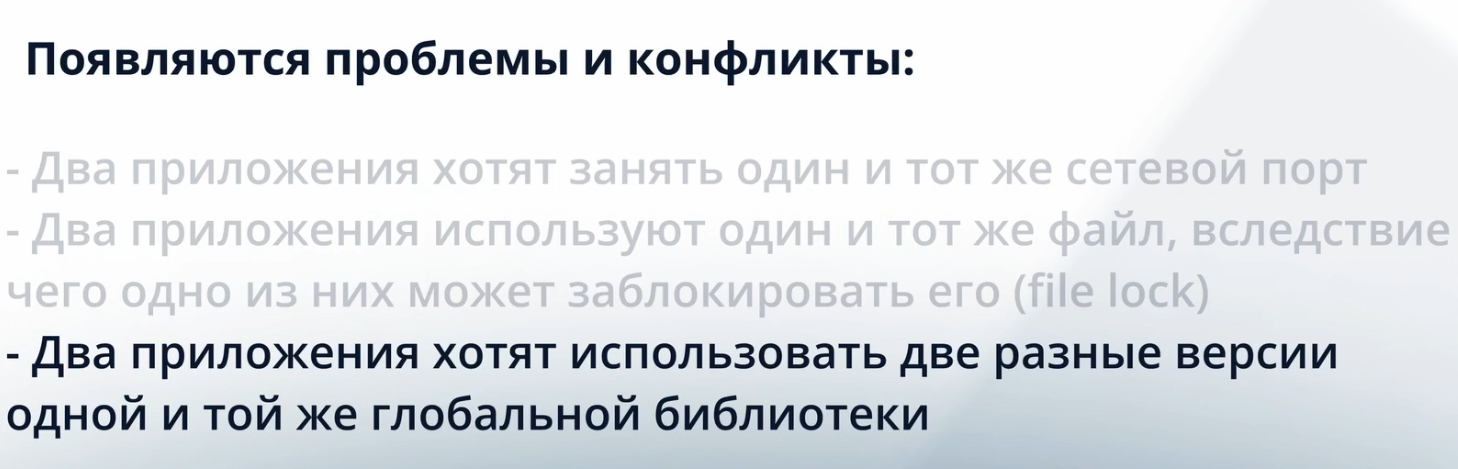 Появляются проблемы и конфликты:
- Два приложения хотят занять один и тот же сетевой порт
- Два приложения используют один и тот же файл, вследствие
чего одно из них может заблокировать его (file lock)
- Два приложения хотят использовать две разные версии
одной и той же глобальной библиотеки